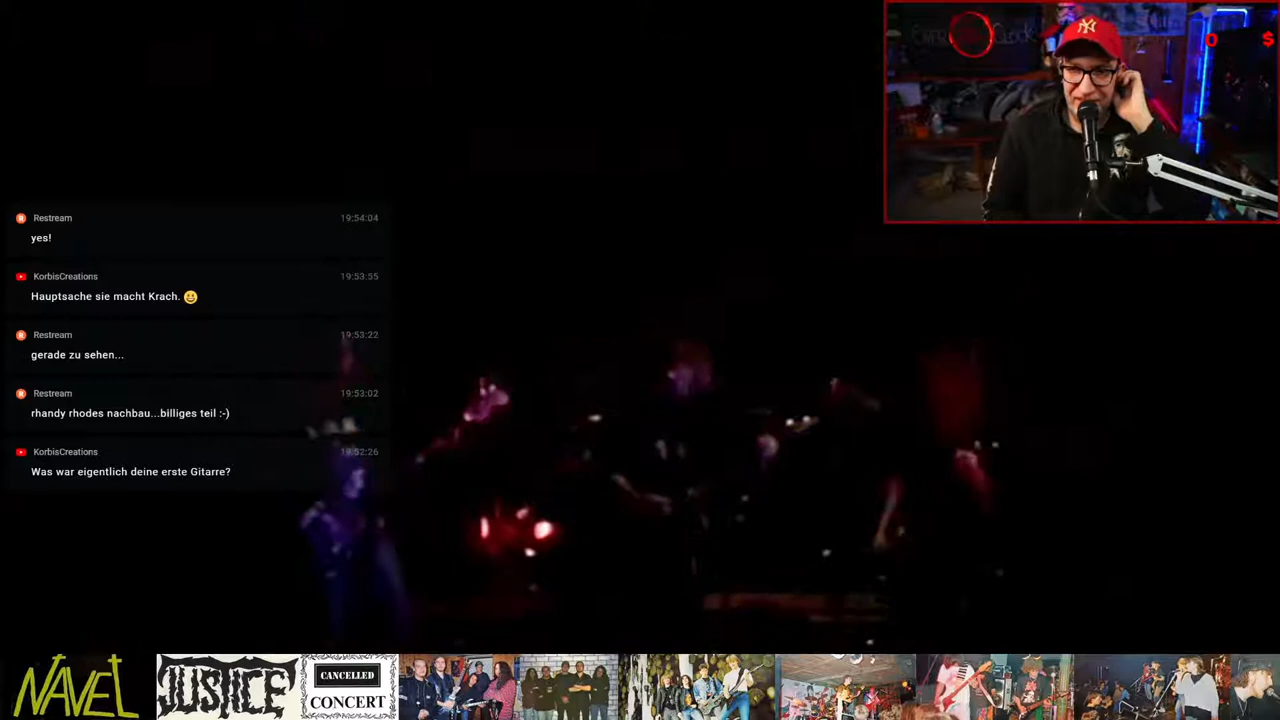 Restream 19:54:04
yes!
KorbisCreations 19:53:55
Hauptsache sie macht Krach. 😃
Restream 19:53:22
gerade zu sehen...
Restream 19:53:02
rhandy rhodes nachbau...billiges teil :-)
KorbisCreations 19:52:26
Was war eigentlich deine erste Gitarre?
0 $
NAVEL
JUSTICE
CANCELLED
CONCERT